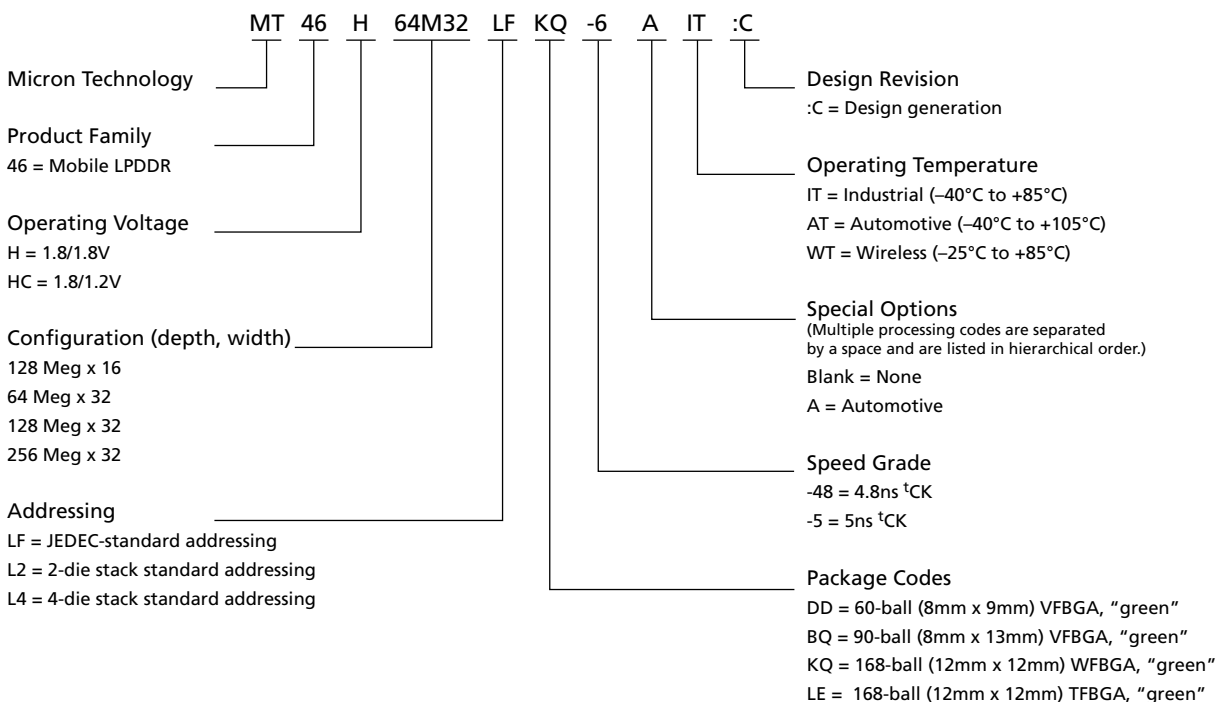 MT 46 H 64M32 LF KQ -6 A IT :C
Micron Technology
Product Family
46 = Mobile LPDDR
Operating Voltage
H = 1.8/1.8V
HC = 1.8/1.2V
Configuration (depth, width)
128 Meg x 16
64 Meg x 32
128 Meg x 32
256 Meg x 32
Addressing
LF = JEDEC-standard addressing
L2 = 2-die stack standard addressing
L4 = 4-die stack standard addressing
Design Revision
:C = Design generation
Operating Temperature
IT = Industrial (–40°C to +85°C)
AT = Automotive (–40°C to +105°C)
WT = Wireless (–25°C to +85°C)
Special Options
(Multiple processing codes are separated
by a space and are listed in hierarchical order.)
Blank = None
A = Automotive
Speed Grade
-48 = 4.8ns tCK
-5 = 5ns tCK
Package Codes
DD = 60-ball (8mm x 9mm) VFBGA, “green”
BQ = 90-ball (8mm x 13mm) VFBGA, “green”
KQ = 168-ball (12mm x 12mm) WFBGA, “green”
LE = 168-ball (12mm x 12mm) TFBGA, “green”